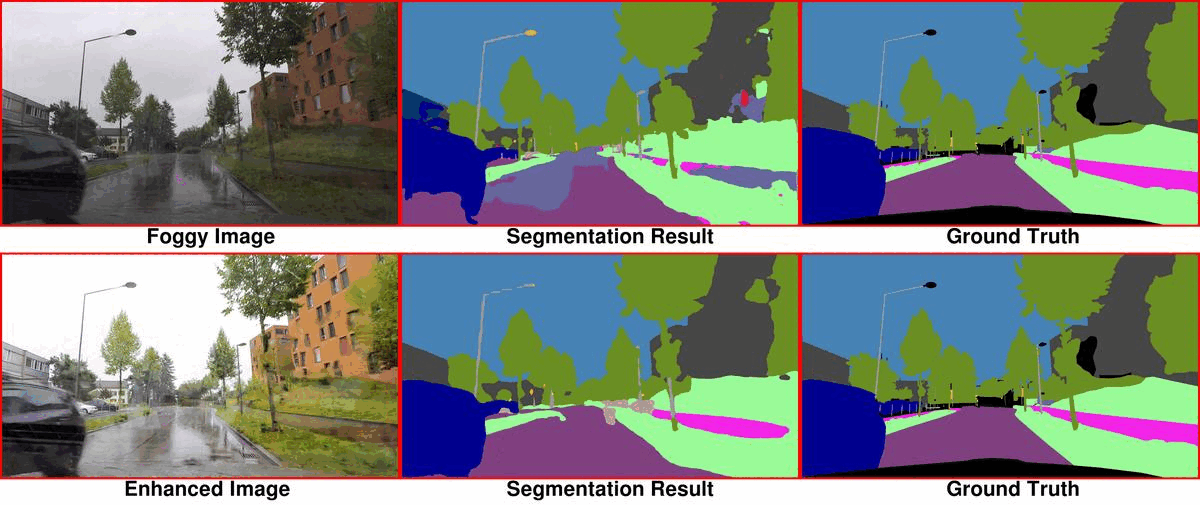 Foggy Image
Segmentation Result
Ground Truth
Enhanced Image
Segmentation Result
Ground Truth